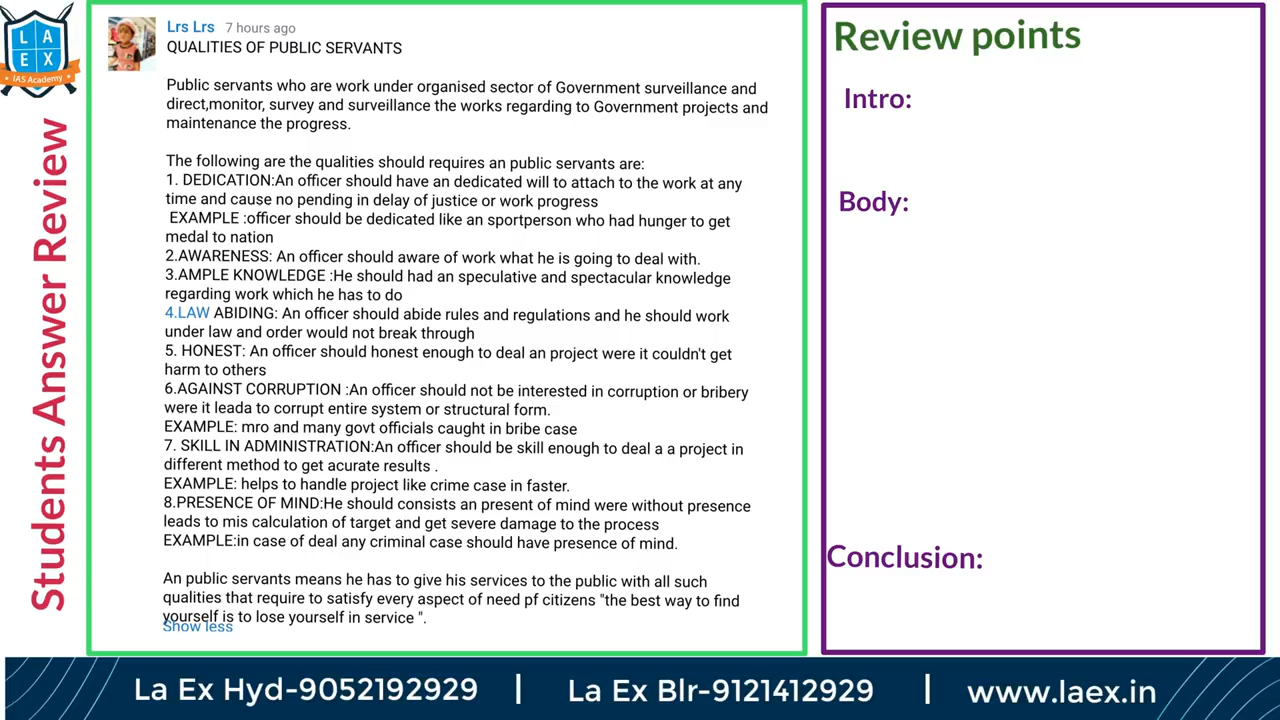 L A
E X
IAS Academy
Students Answer Review
Lrs Lrs 7 hours ago
QUALITIES OF PUBLIC SERVANTS
Public servants who are work under organised sector of Government surveillance and
direct,monitor, survey and surveillance the works regarding to Government projects and
maintenance the progress.
The following are the qualities should requires an public servants are:
1. DEDICATION:An officer should have an dedicated will to attach to the work at any
time and cause no pending in delay of justice or work progress
EXAMPLE :officer should be dedicated like an sportperson who had hunger to get
medal to nation
2.AWARENESS: An officer should aware of work what he is going to deal with.
3.AMPLE KNOWLEDGE :He should had an speculative and spectacular knowledge
regarding work which he has to do
4.LAW ABIDING: An officer should abide rules and regulations and he should work
under law and order would not break through
5. HONEST: An officer should honest enough to deal an project were it couldn't get
harm to others
6.AGAINST CORRUPTION :An officer should not be interested in corruption or bribery
were it leada to corrupt entire system or structural form.
EXAMPLE: mro and many govt officials caught in bribe case
7. SKILL IN ADMINISTRATION:An officer should be skill enough to deal a a project in
different method to get acurate results .
EXAMPLE: helps to handle project like crime case in faster.
8.PRESENCE OF MIND:He should consists an present of mind were without presence
leads to mis calculation of target and get severe damage to the process
EXAMPLE:in case of deal any criminal case should have presence of mind.
An public servants means he has to give his services to the public with all such
qualities that require to satisfy every aspect of need pf citizens "the best way to find
yourself is to lose yourself in service ".
Show less
Review points
Intro:
Body:
Conclusion:
La Ex Hyd-9052192929 | La Ex Blr-9121412929 | www.laex.in